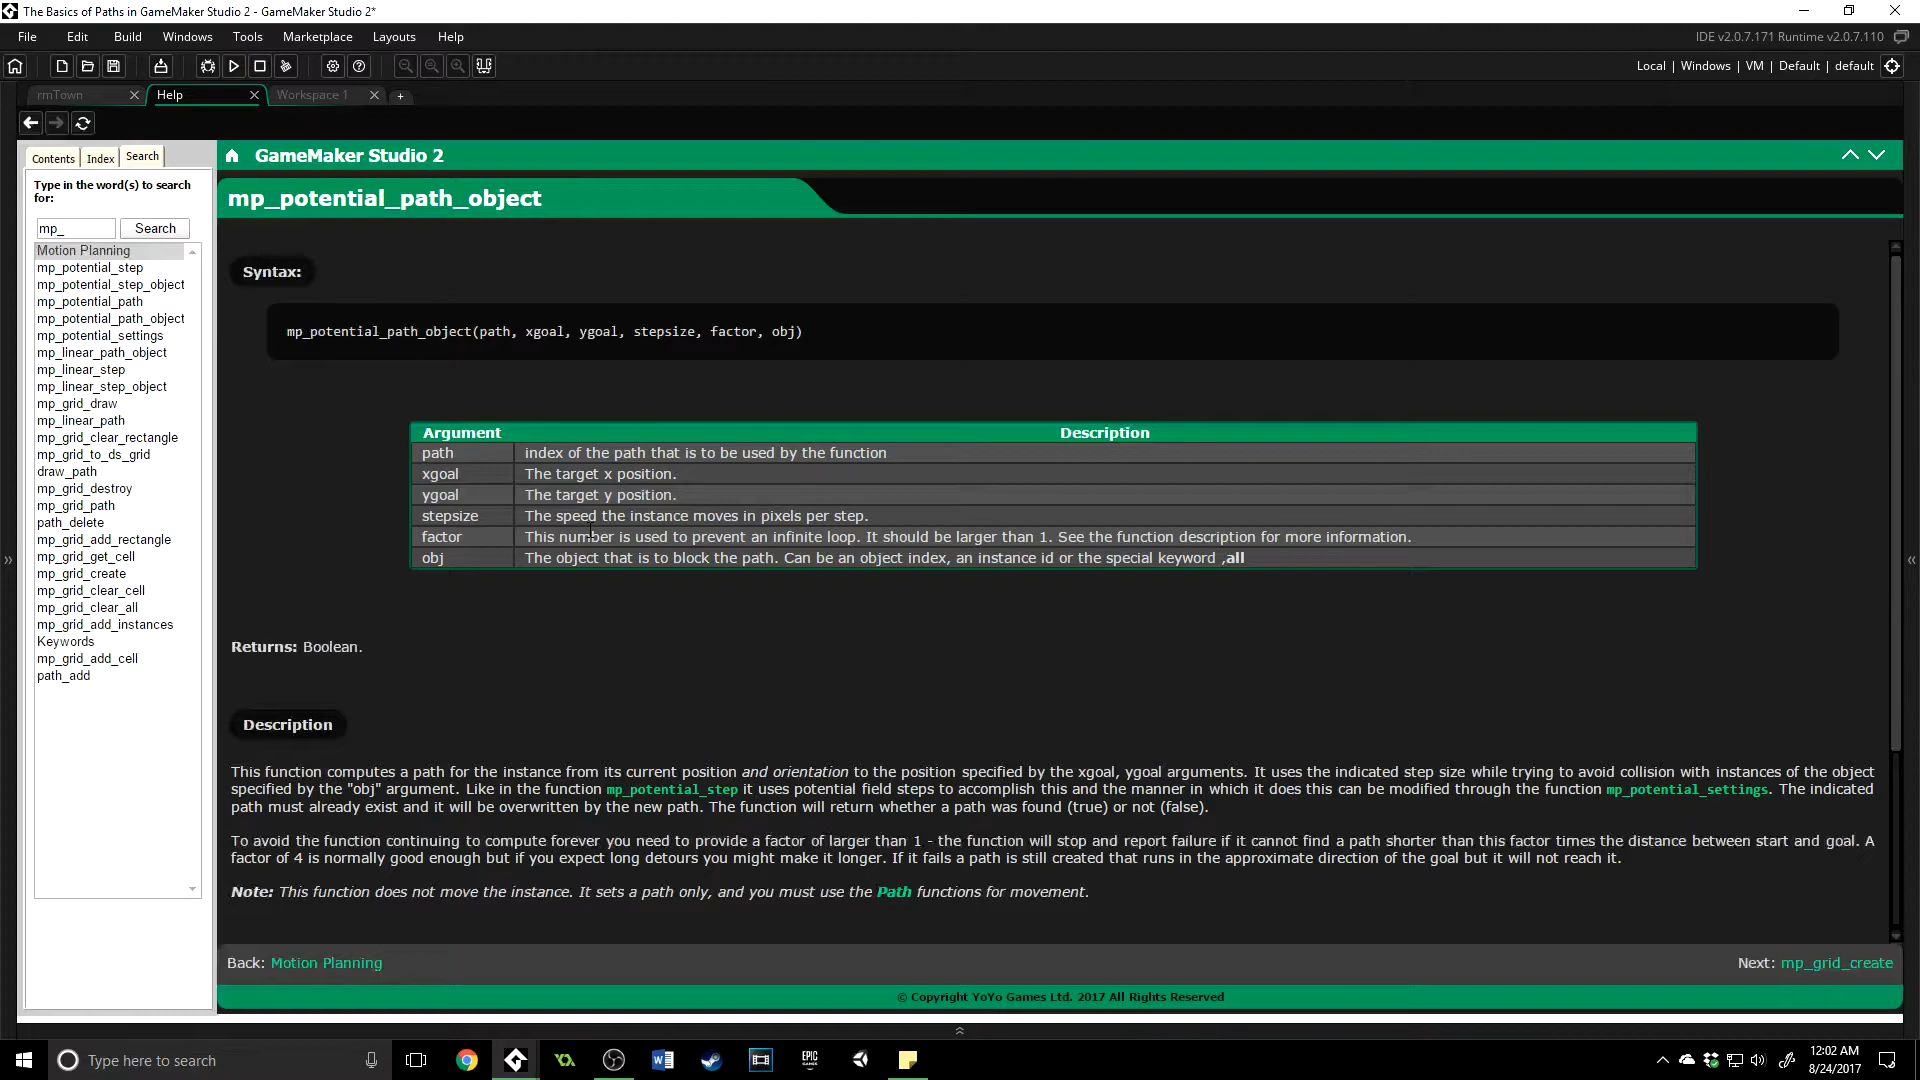 The Basics of Paths in GameMaker Studio 2 - GameMaker Studio 2*
File Edit Build Windows Tools Marketplace Layouts Help
IDE v2.0.7.171 Runtime v2.0.7.110
Local | Windows | VM | Default | default
rmTown Help Workspace 1
Contents Index Search
Type in the word(s) to search
for:
mp_ Search
Motion Planning
mp_potential_step
mp_potential_step_object
mp_potential_path
mp_potential_path_object
mp_potential_settings
mp_linear_path_object
mp_linear_step
mp_linear_step_object
mp_grid_draw
mp_linear_path
mp_grid_clear_rectangle
mp_grid_to_ds_grid
draw_path
mp_grid_destroy
mp_grid_path
path_delete
mp_grid_add_rectangle
mp_grid_get_cell
mp_grid_create
mp_grid_clear_cell
mp_grid_clear_all
mp_grid_add_instances
Keywords
mp_grid_add_cell
path_add
GameMaker Studio 2
mp_potential_path_object
Syntax:
mp_potential_path_object(path, xgoal, ygoal, stepsize, factor, obj)
Argument Description
path index of the path that is to be used by the function
xgoal The target x position.
ygoal The target y position.
stepsize The speed the instance moves in pixels per step.
factor This number is used to prevent an infinite loop. It should be larger than 1. See the function description for more information.
obj The object that is to block the path. Can be an object index, an instance id or the special keyword ,all
Returns: Boolean.
Description
This function computes a path for the instance from its current position and orientation to the position specified by the xgoal, ygoal arguments. It uses the indicated step size while trying to avoid collision with instances of the object
specified by the "obj" argument. Like in the function mp_potential_step it uses potential field steps to accomplish this and the manner in which it does this can be modified through the function mp_potential_settings. The indicated
path must already exist and it will be overwritten by the new path. The function will return whether a path was found (true) or not (false).
To avoid the function continuing to compute forever you need to provide a factor of larger than 1 - the function will stop and report failure if it cannot find a path shorter than this factor times the distance between start and goal. A
factor of 4 is normally good enough but if you expect long detours you might make it longer. If it fails a path is still created that runs in the approximate direction of the goal but it will not reach it.
Note: This function does not move the instance. It sets a path only, and you must use the Path functions for movement.
Back: Motion Planning
Next: mp_grid_create
© Copyright YoYo Games Ltd. 2017 All Rights Reserved
Type here to search
EPIC
GAMES
12:02 AM
8/24/2017